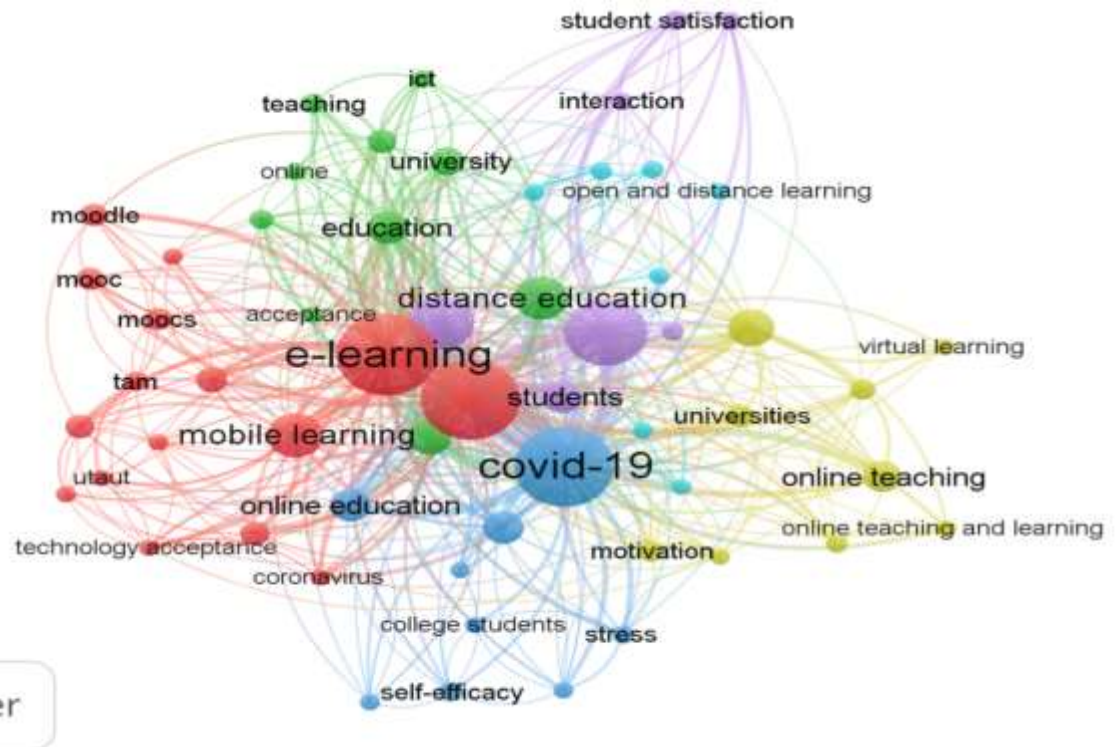 student satisfaction
ict
teaching
interaction
university
online
open and distance learning
moodle
education
mooc
distance education
acceptance
moocs
e-learning
virtual learning
tam
students
universities
mobile learning
covid-19
utaut
online teaching
online education
online teaching and learning
technology acceptance
motivation
coronavirus
college students
stress
self-efficacy
er